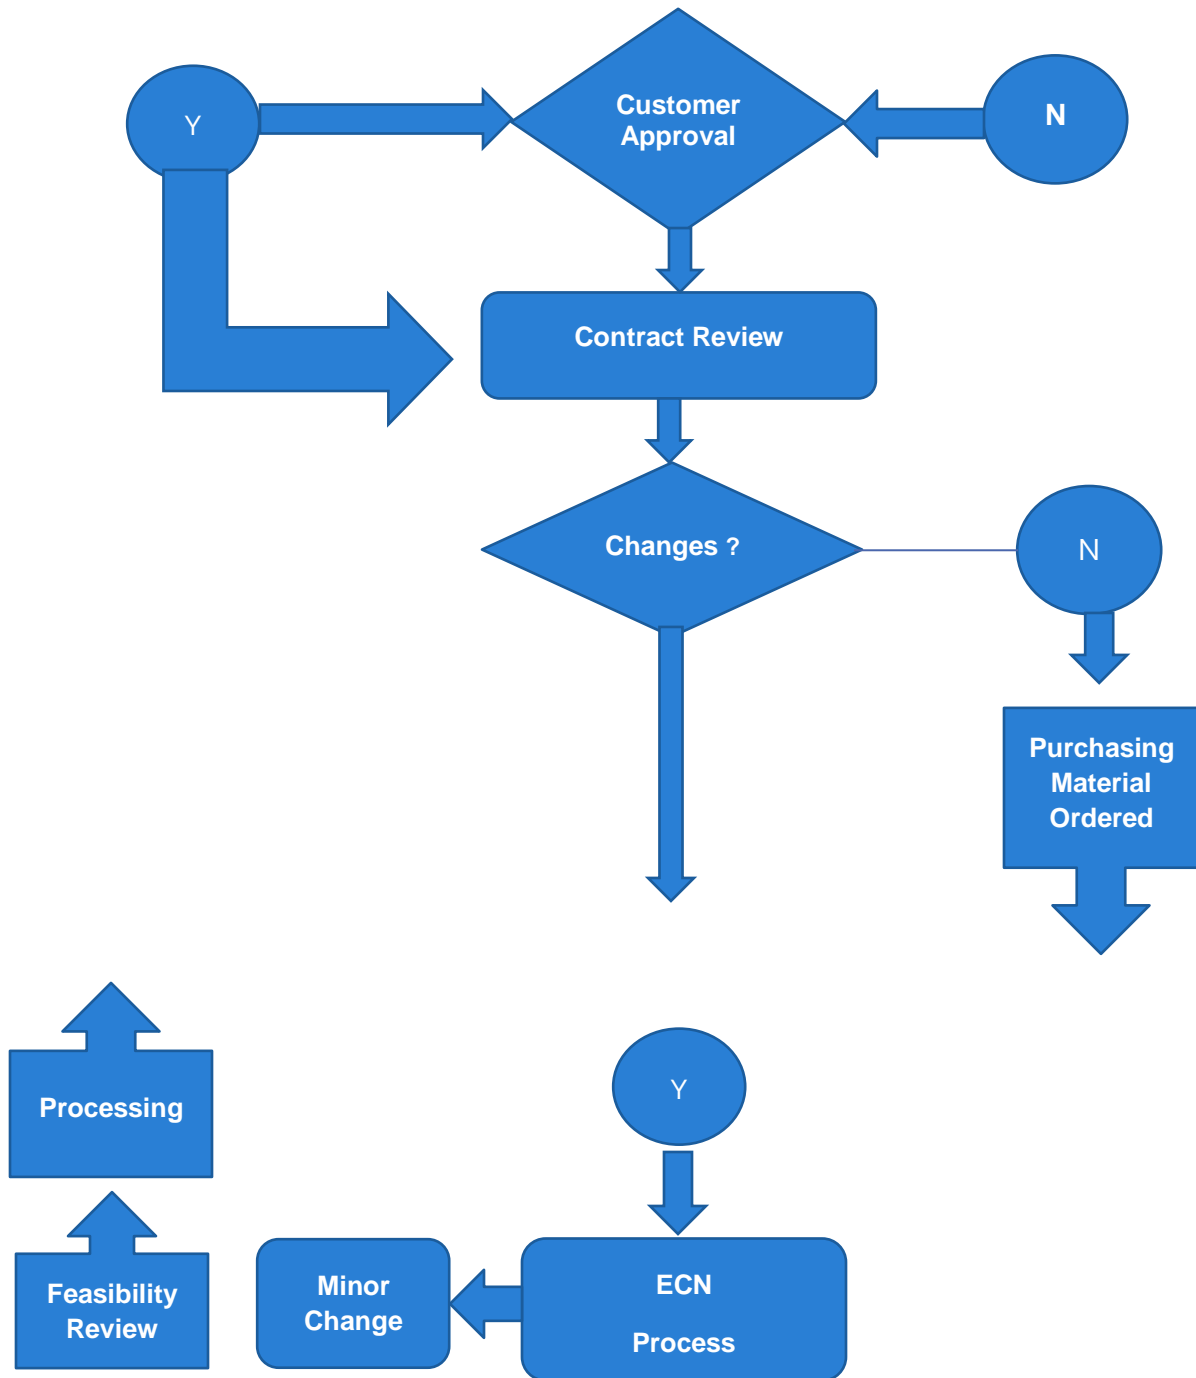 Y
Customer
Approval
N
Contract Review
Changes ?
N
Purchasing
Material
Ordered
Processing
Y
Feasibility
Review
Minor
Change
ECN
Process